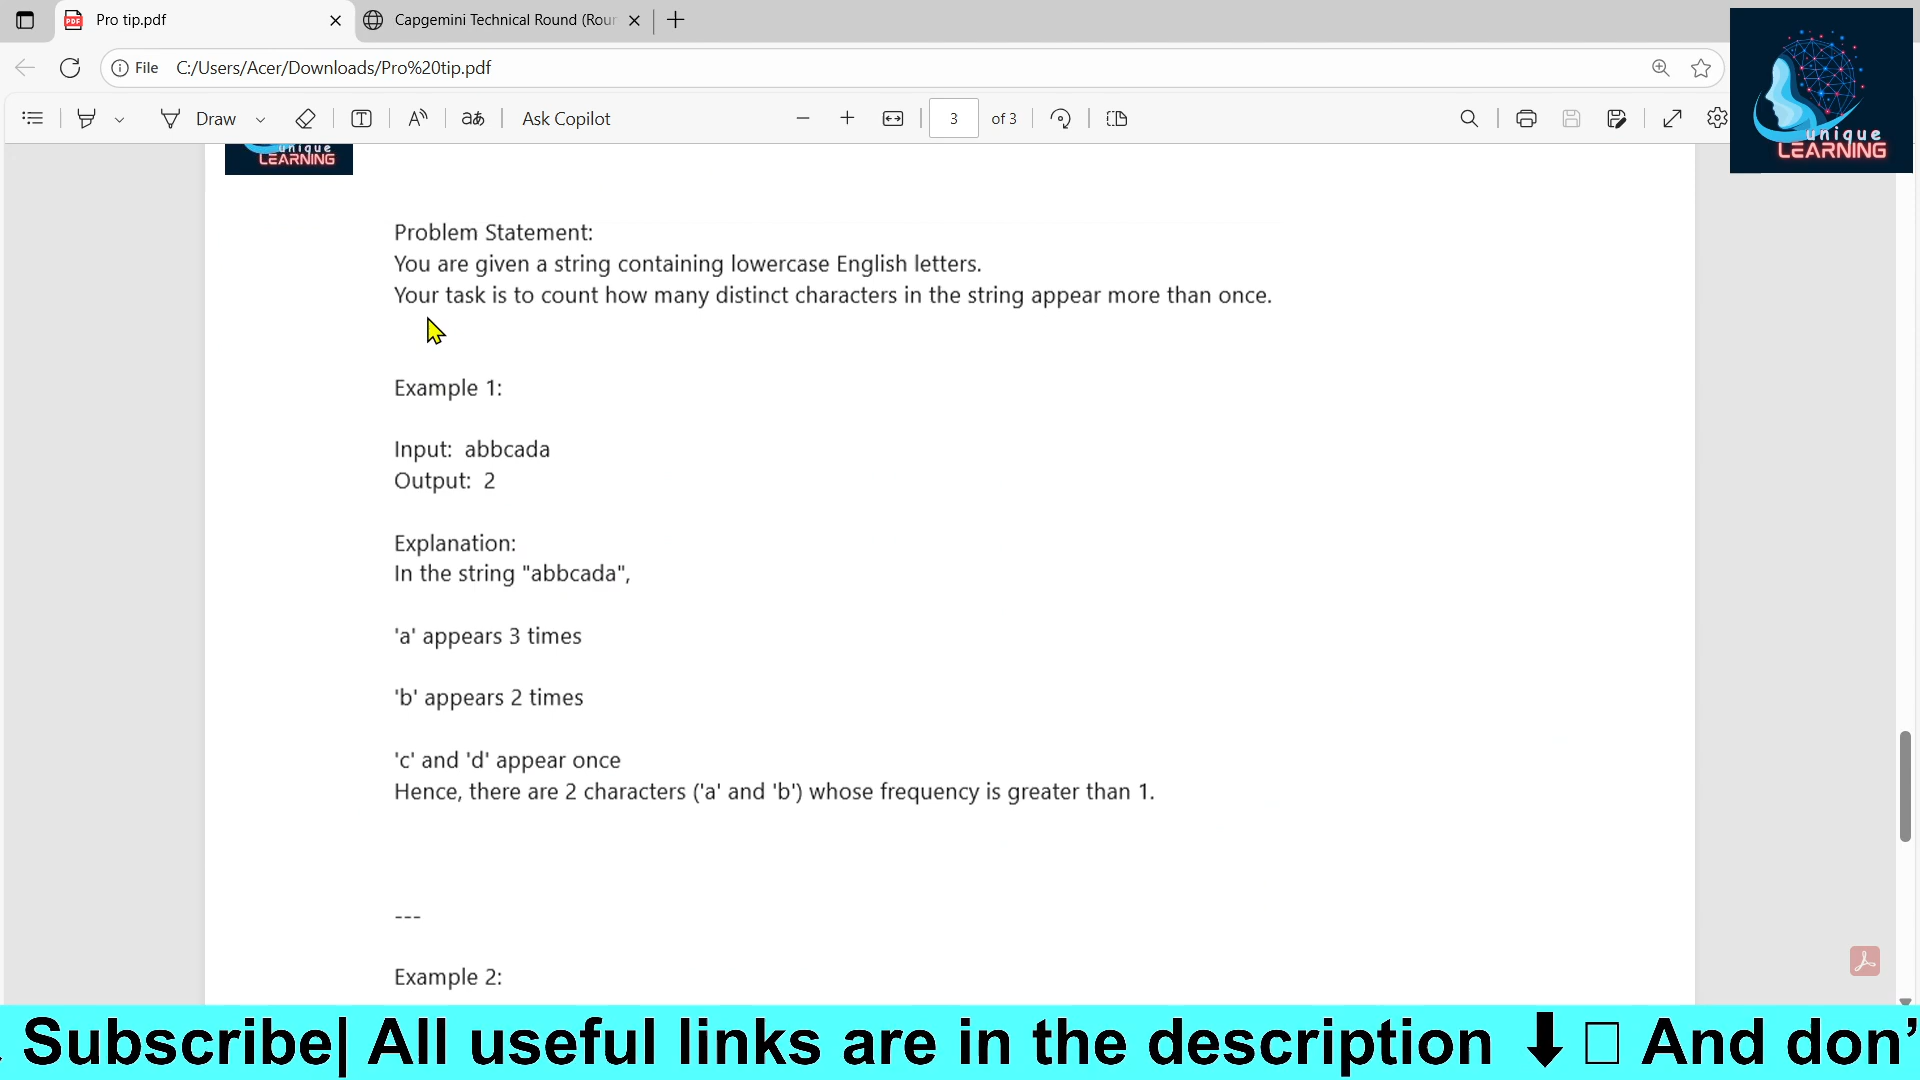 Pro tip.pdf
Capgemini Technical Round (Rour
File C:/Users/Acer/Downloads/Pro%20tip.pdf
Draw
aあ
Ask Copilot
3 of 3
unique
LEARNING
unique
LEARNING
Problem Statement:
You are given a string containing lowercase English letters.
Your task is to count how many distinct characters in the string appear more than once.
Example 1:
Input: abbcada
Output: 2
Explanation:
In the string "abbcada",
'a' appears 3 times
'b' appears 2 times
'c' and 'd' appear once
Hence, there are 2 characters ('a' and 'b') whose frequency is greater than 1.
---
Example 2:
Subscribe| All useful links are in the description ⬇ And don’